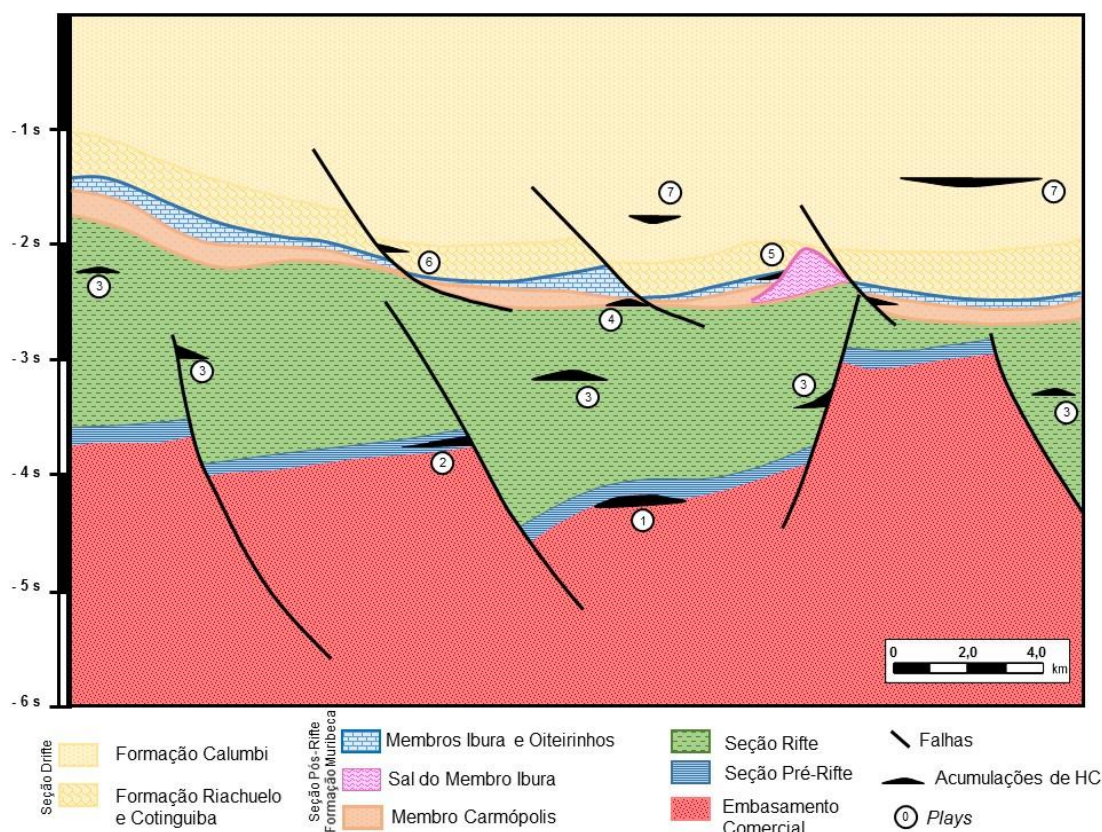 - 1 s
- 2 s
- 3 s
- 4 s
- 5 s
- 6 s
7
7
5
6
3
4
3
3
3
3
2
1
0 2,0 4,0
km
Seção Drifte
Formação Calumbi
Formação Riachuelo
e Cotinguiba
Seção Pós-Rifte
Formação Muribeca
Membros Ibura e Oiteirinhos
Sal do Membro Ibura
Membro Carmópolis
Seção Rifte
Seção Pré-Rifte
Embasamento
Comercial
Falhas
Acumulações de HC
0 Plays